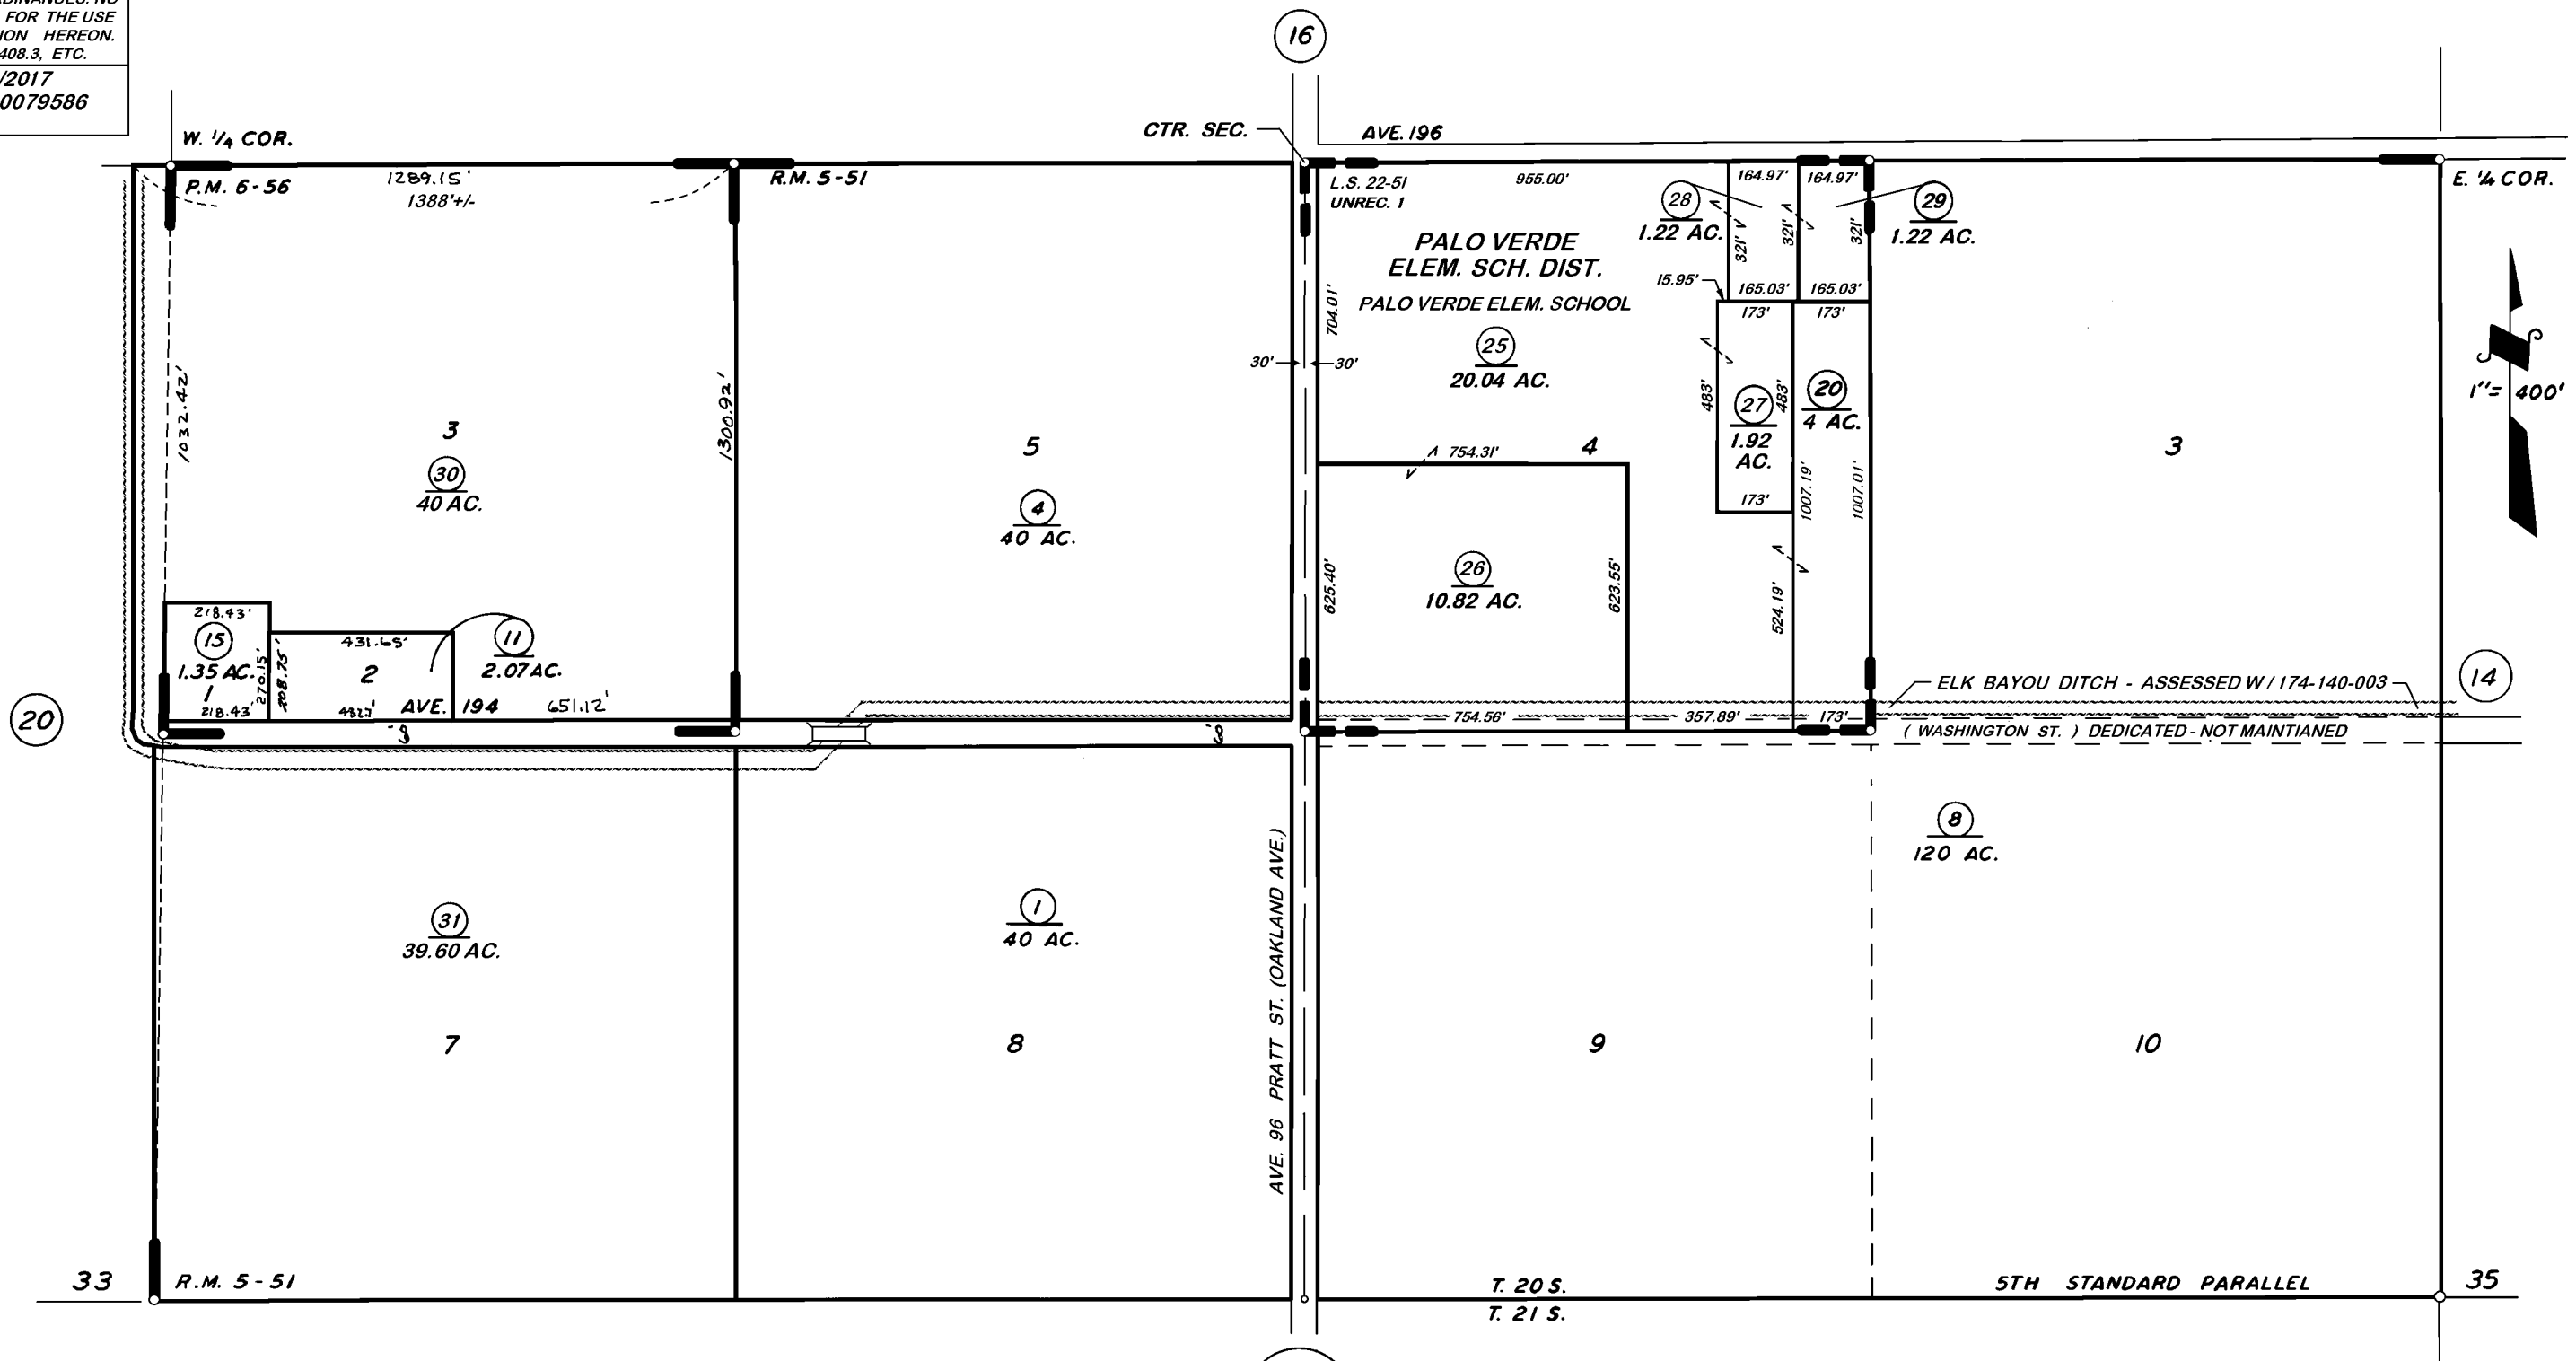 FOR THE USE
HEREON.
408.3, ETC.
/2017
0079586
16
W. 1/4 COR.
CTR. SEC.
AVE. 196
P.M. 6-56
1289.15'
1388'+/-
R.M. 5-51
L.S. 22-51
UNREC. 1
955.00'
28
1.22 AC.
164.97'
164.97'
29
1.22 AC.
E. 1/4 COR.
321'
321'
321'
PALO VERDE
ELEM. SCH. DIST.
PALO VERDE ELEM. SCHOOL
15.95'
165.03'
165.03'
173'
173'
704.01'
30'
30'
25
20.04 AC.
483'
483'
27
1.92
AC.
20
4 AC.
1"= 400'
1032.42'
1300.92'
3
30
40 AC.
5
4
40 AC.
754.31'
4
173'
1007.19'
1007.01'
3
26
10.82 AC.
625.40'
623.55'
524.19'
218.43'
15
1.35 AC.
1
218.43'
270.15'
208.75'
431.65'
2
11
2.07 AC.
AVE. 194
651.12'
20
754.56'
357.89'
173'
ELK BAYOU DITCH - ASSESSED W/ 174-140-003
14
( WASHINGTON ST. ) DEDICATED - NOT MAINTIANED
8
120 AC.
31
39.60 AC.
1
40 AC.
AVE. 96 PRATT ST. (OAKLAND AVE.)
7
8
9
10
33
R.M. 5-51
T. 20 S.
T. 21 S.
5TH STANDARD PARALLEL
35